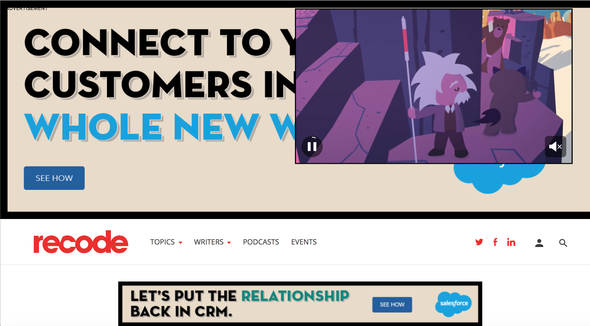 ADVERTISEMENT
CONNECT TO Y
CUSTOMERS IN
WHOLE NEW W
SEE HOW
recode
TOPICS
WRITERS
PODCASTS
EVENTS
LET'S PUT THE RELATIONSHIP
BACK IN CRM.
SEE HOW
salesforce